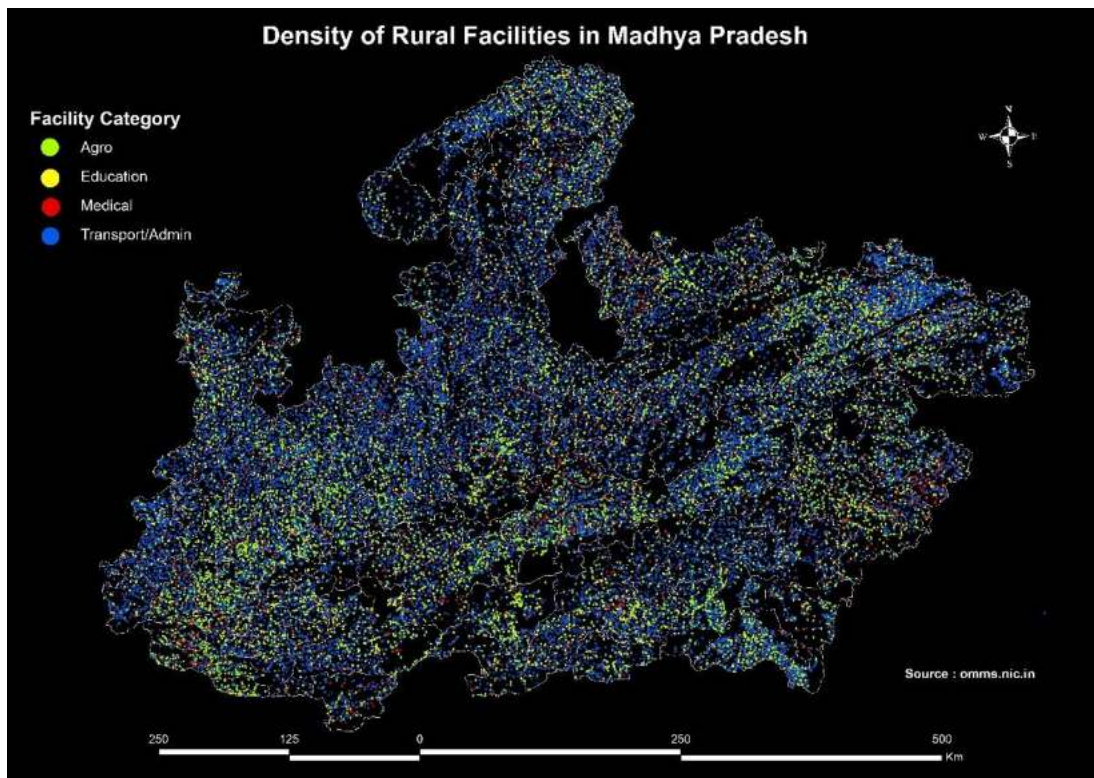 Density of Rural Facilities in Madhya Pradesh
Facility Category
Agro
Education
Medical
Transport/Admin
N
W E
S
Source : omms.nic.in
250 125 0 250 500
Km